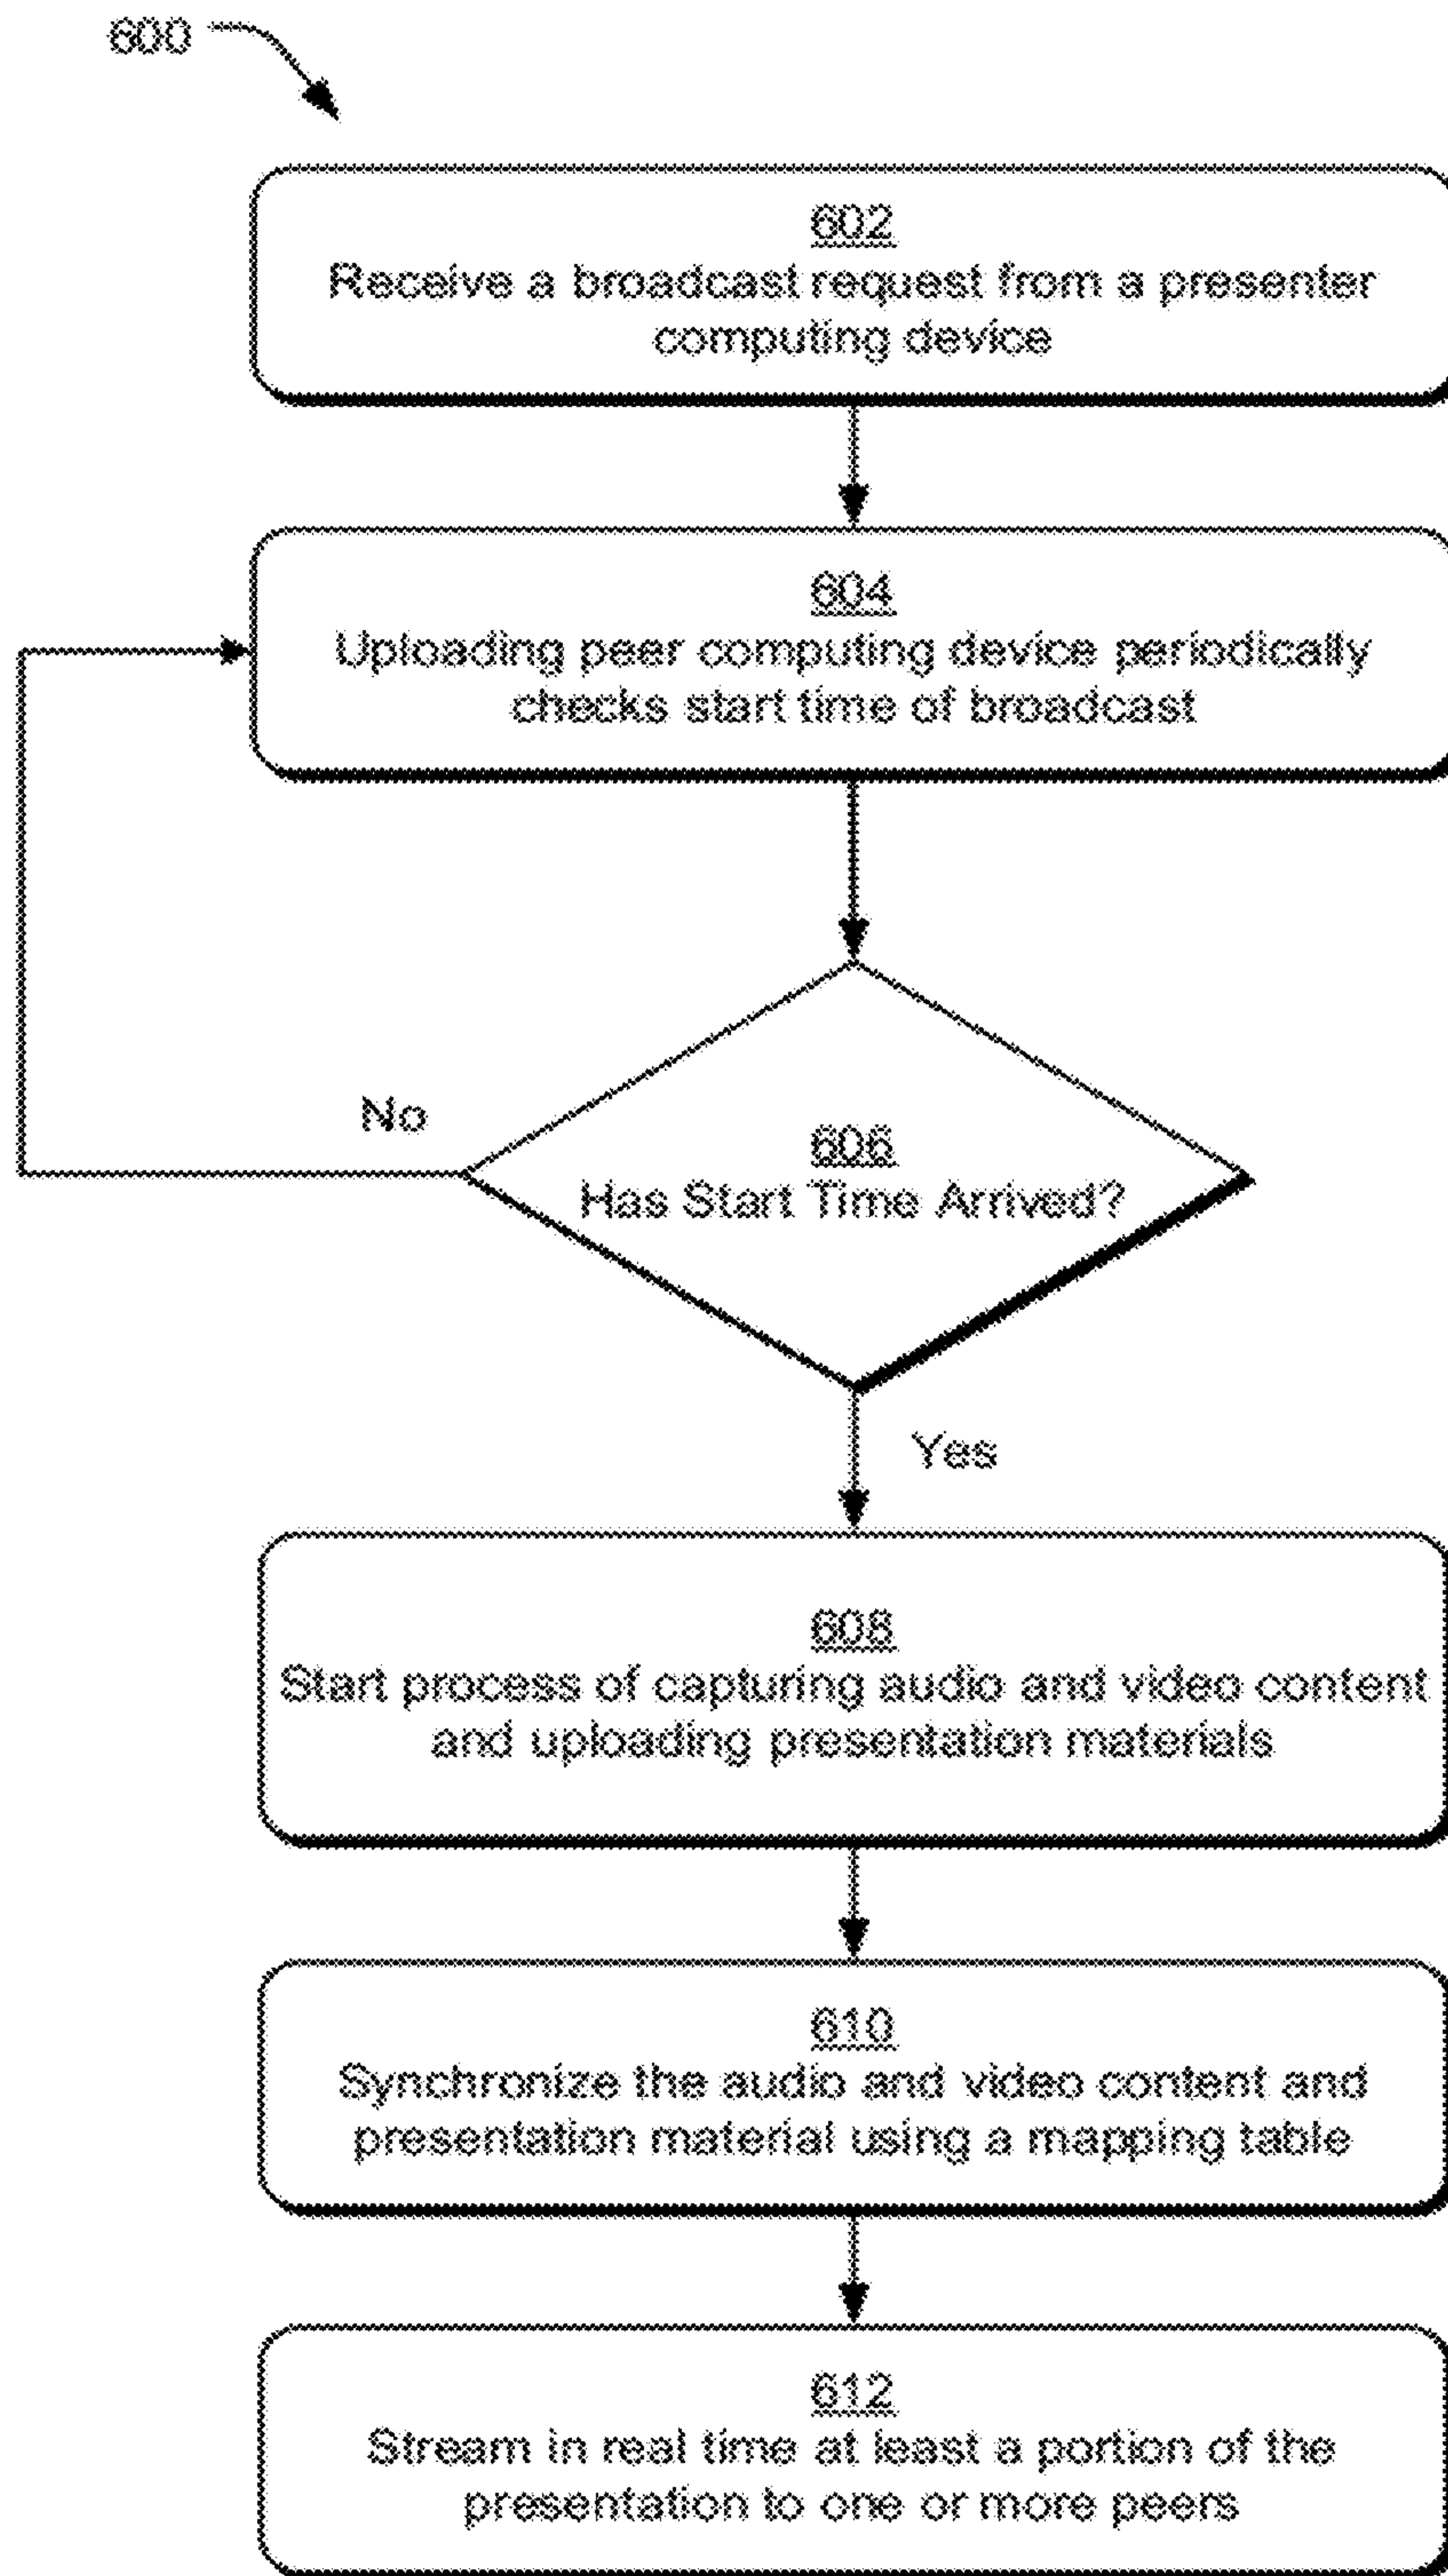 600
602
Receive a broadcast request from a presenter
computing device
604
Uploading peer computing device periodically
checks start time of broadcast
No
606
Has Start Time Arrived?
Yes
608
Start process of capturing audio and video content
and uploading presentation materials
610
Synchronize the audio and video content and
presentation material using a mapping table
612
Stream in real time at least a portion of the
presentation to one or more peers